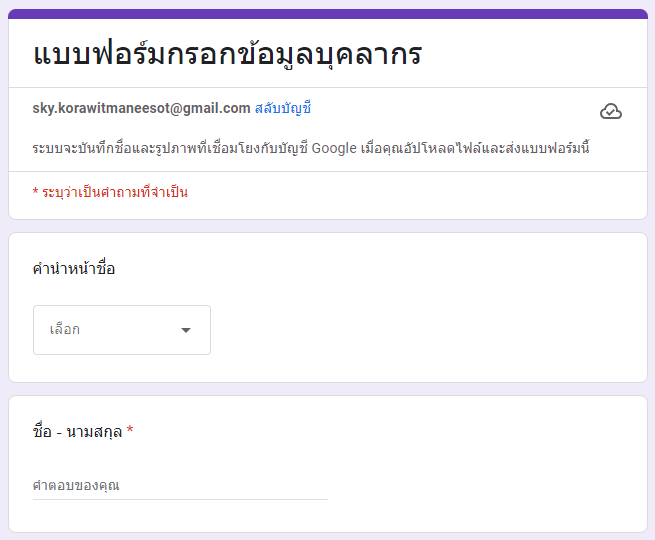 แบบฟอร์มกรอกข้อมูลบุคลากร
sky.korawitmaneesot@gmail.com สลับบัญชี
ระบบจะบันทึกชื่อและรูปภาพที่เชื่อมโยงกับบัญชี Google เมื่อคุณอัปโหลดไฟล์และส่งแบบฟอร์มนี้
* ระบุว่าเป็นคำถามที่จำเป็น
คำนำหน้าชื่อ
เลือก
ชื่อ - นามสกุล *
คำตอบของคุณ